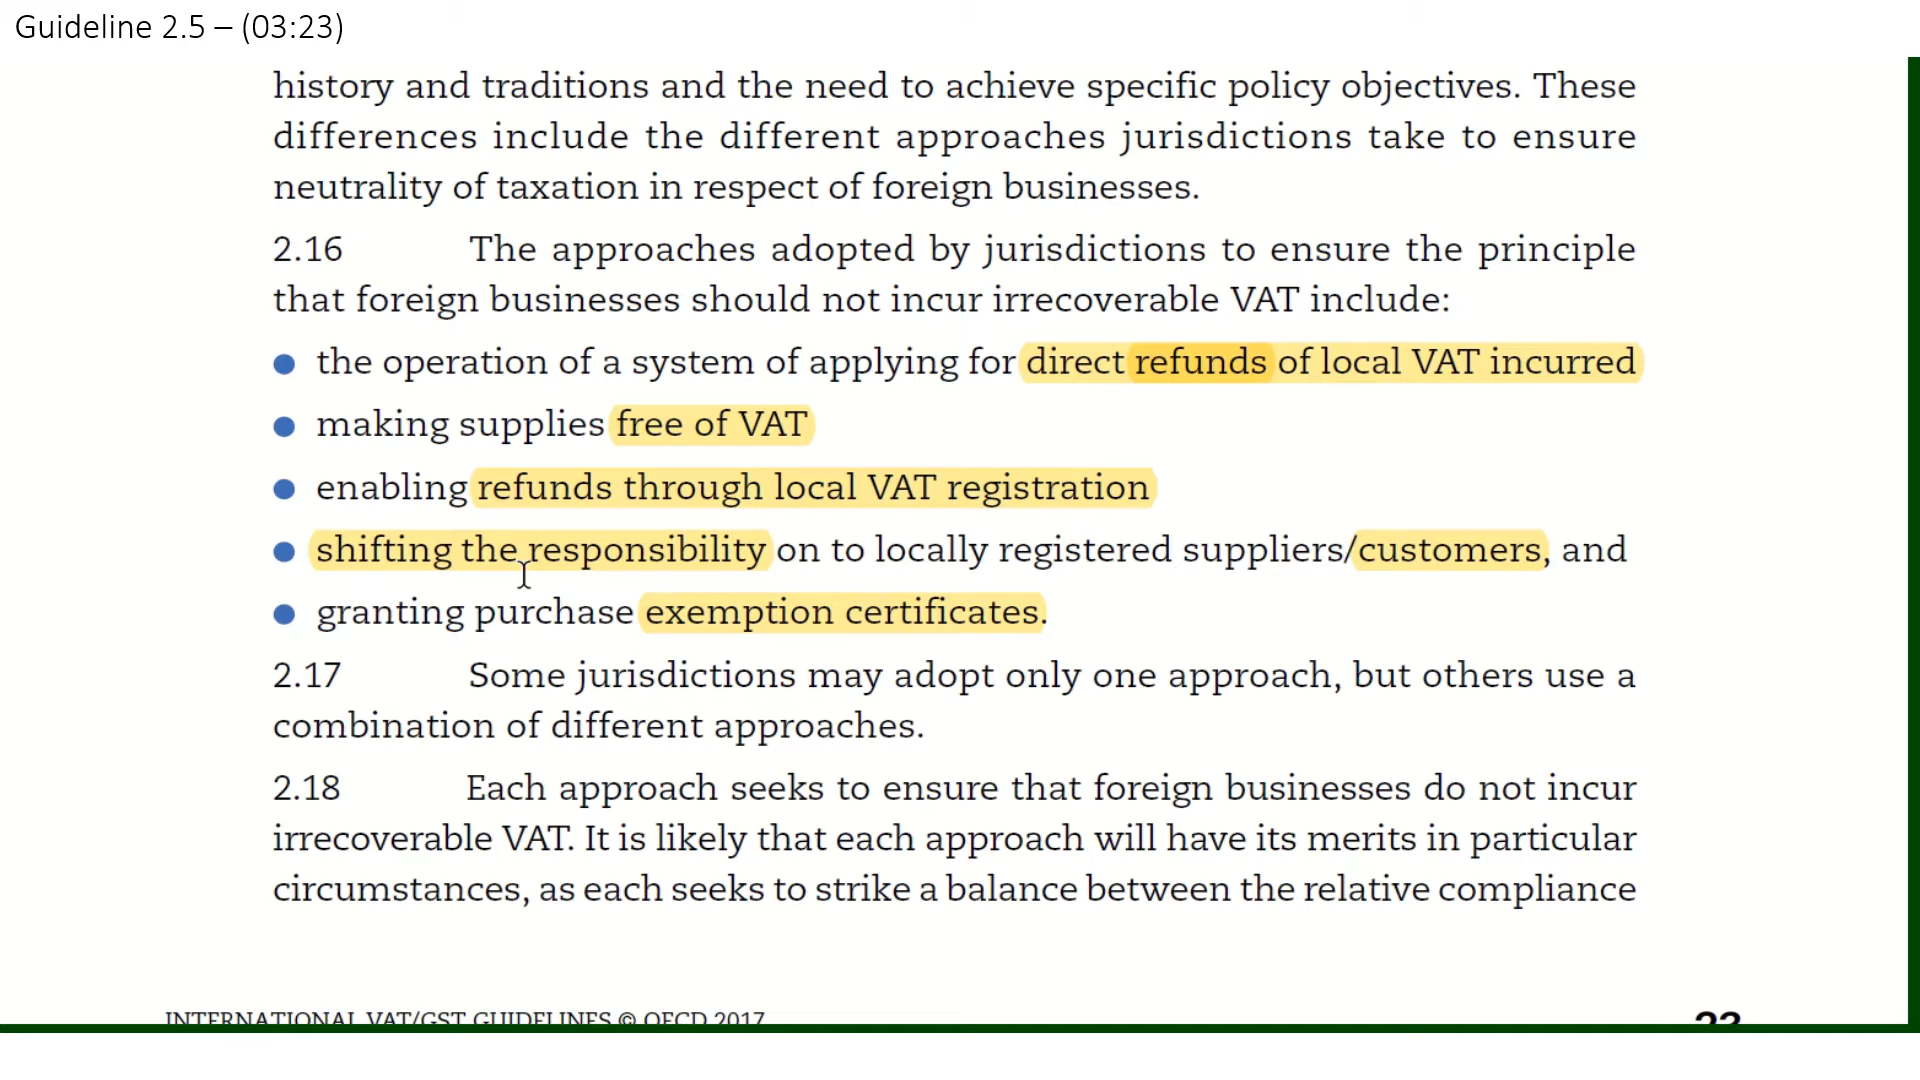 Guideline 2.5 – (03:23)
history and traditions and the need to achieve specific policy objectives. These
differences include the different approaches jurisdictions take to ensure
neutrality of taxation in respect of foreign businesses.
2.16 The approaches adopted by jurisdictions to ensure the principle
that foreign businesses should not incur irrecoverable VAT include:
● the operation of a system of applying for direct refunds of local VAT incurred
● making supplies free of VAT
● enabling refunds through local VAT registration
● shifting the responsibility on to locally registered suppliers/customers, and
● granting purchase exemption certificates.
2.17 Some jurisdictions may adopt only one approach, but others use a
combination of different approaches.
2.18 Each approach seeks to ensure that foreign businesses do not incur
irrecoverable VAT. It is likely that each approach will have its merits in particular
circumstances, as each seeks to strike a balance between the relative compliance
INTERNATIONAL VAT/GST GUIDELINES © OECD 2017